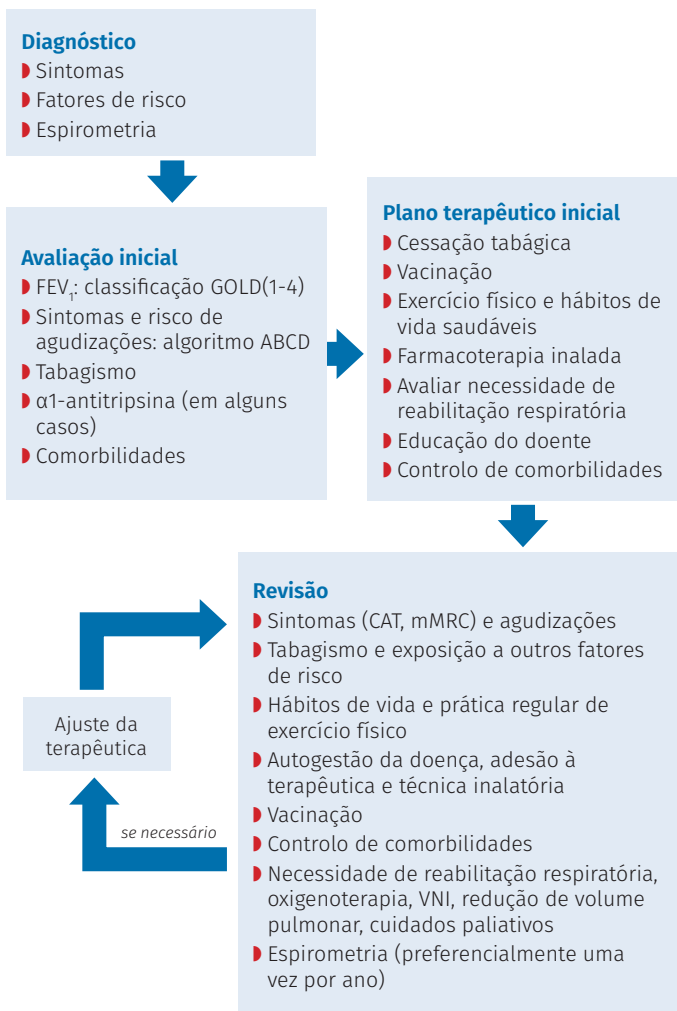 Diagnóstico
◗ Sintomas
◗ Fatores de risco
◗ Espirometria
Avaliação inicial
◗ FEV₁: classificação GOLD(1-4)
◗ Sintomas e risco de
agudizações: algoritmo ABCD
◗ Tabagismo
◗ α1-antitripsina (em alguns
casos)
◗ Comorbilidades
Plano terapêutico inicial
◗ Cessação tabágica
◗ Vacinação
◗ Exercício físico e hábitos de
vida saudáveis
◗ Farmacoterapia inalada
◗ Avaliar necessidade de
reabilitação respiratória
◗ Educação do doente
◗ Controlo de comorbilidades
Revisão
◗ Sintomas (CAT, mMRC) e agudizações
◗ Tabagismo e exposição a outros fatores
de risco
◗ Hábitos de vida e prática regular de
exercício físico
◗ Autogestão da doença, adesão à
terapêutica e técnica inalatória
◗ Vacinação
◗ Controlo de comorbilidades
◗ Necessidade de reabilitação respiratória,
oxigenoterapia, VNI, redução de volume
pulmonar, cuidados paliativos
◗ Espirometria (preferencialmente uma
vez por ano)
se necessário
Ajuste da
terapêutica